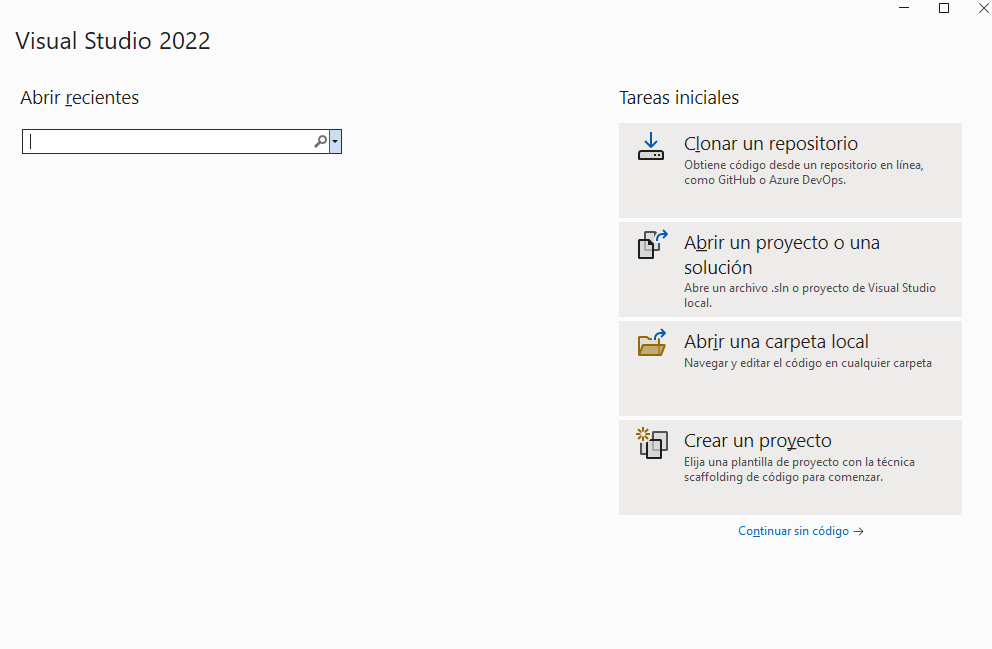 Visual Studio 2022
Abrir recientes
Tareas iniciales
Clonar un repositorio
Obtiene código desde un repositorio en línea,
como GitHub o Azure DevOps.
Abrir un proyecto o una
solución
Abre un archivo .sln o proyecto de Visual Studio
local.
Abrir una carpeta local
Navegar y editar el código en cualquier carpeta
Crear un proyecto
Elija una plantilla de proyecto con la técnica
scaffolding de código para comenzar.
Continuar sin código →